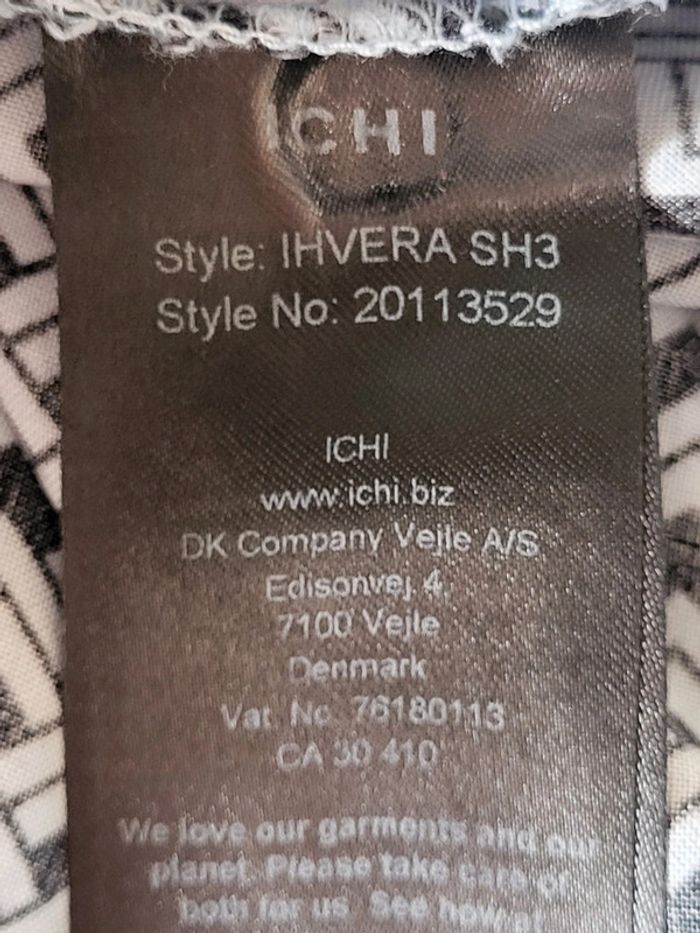 ICHI
Style: IHVERA SH3
Style No: 20113529
ICHI
www.ichi.biz
DK Company Vejle A/S
Edisonvej 4,
7100 Vejle
Denmark
Vat. No. 76180113
CA 30 410
We love our garments and our
planet. Please take care of
both for us. See how at